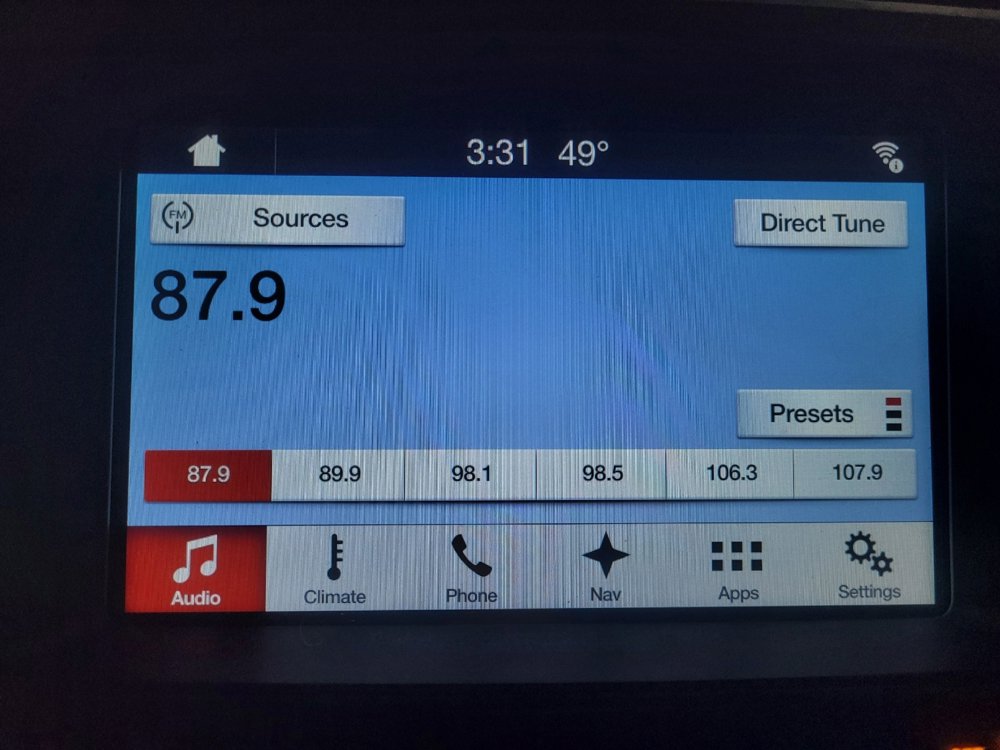 3:31 49°
FM Sources
Direct Tune
87.9
Presets
87.9 89.9 98.1 98.5 106.3 107.9
Audio Climate Phone Nav Apps Settings